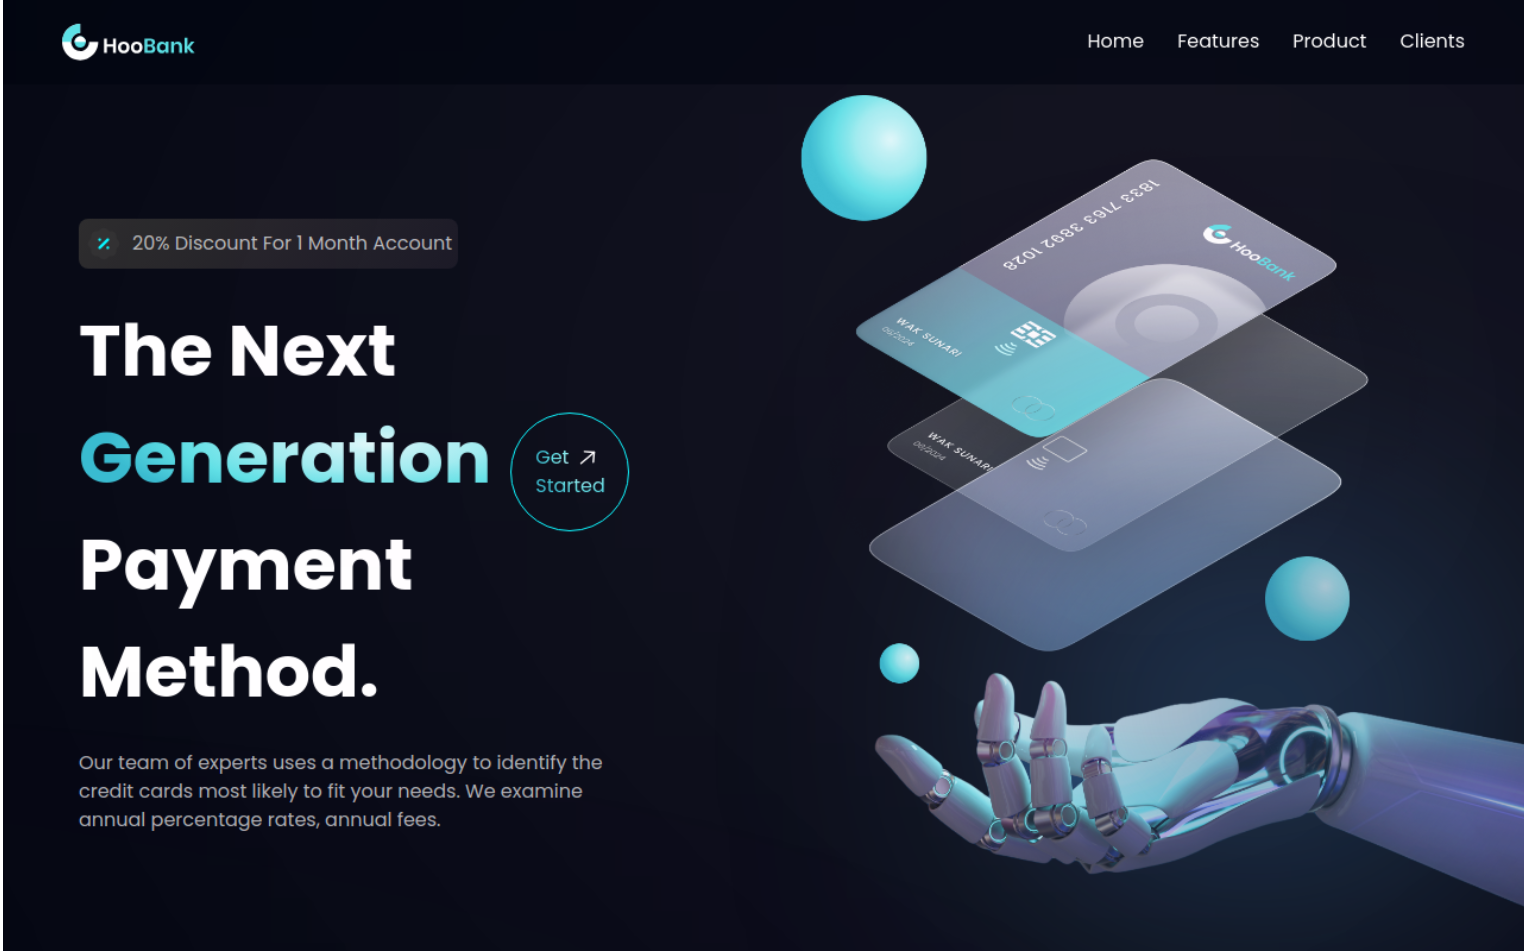 HooBank
Home Features Product Clients
20% Discount For 1 Month Account
The Next
Generation
Get
Started
Payment
Method.
Our team of experts uses a methodology to identify the
credit cards most likely to fit your needs. We examine
annual percentage rates, annual fees.
1833 7163 3892 1028
HooBank
WAK SUNARI
06/2024
WAK SUNARI
06/2024